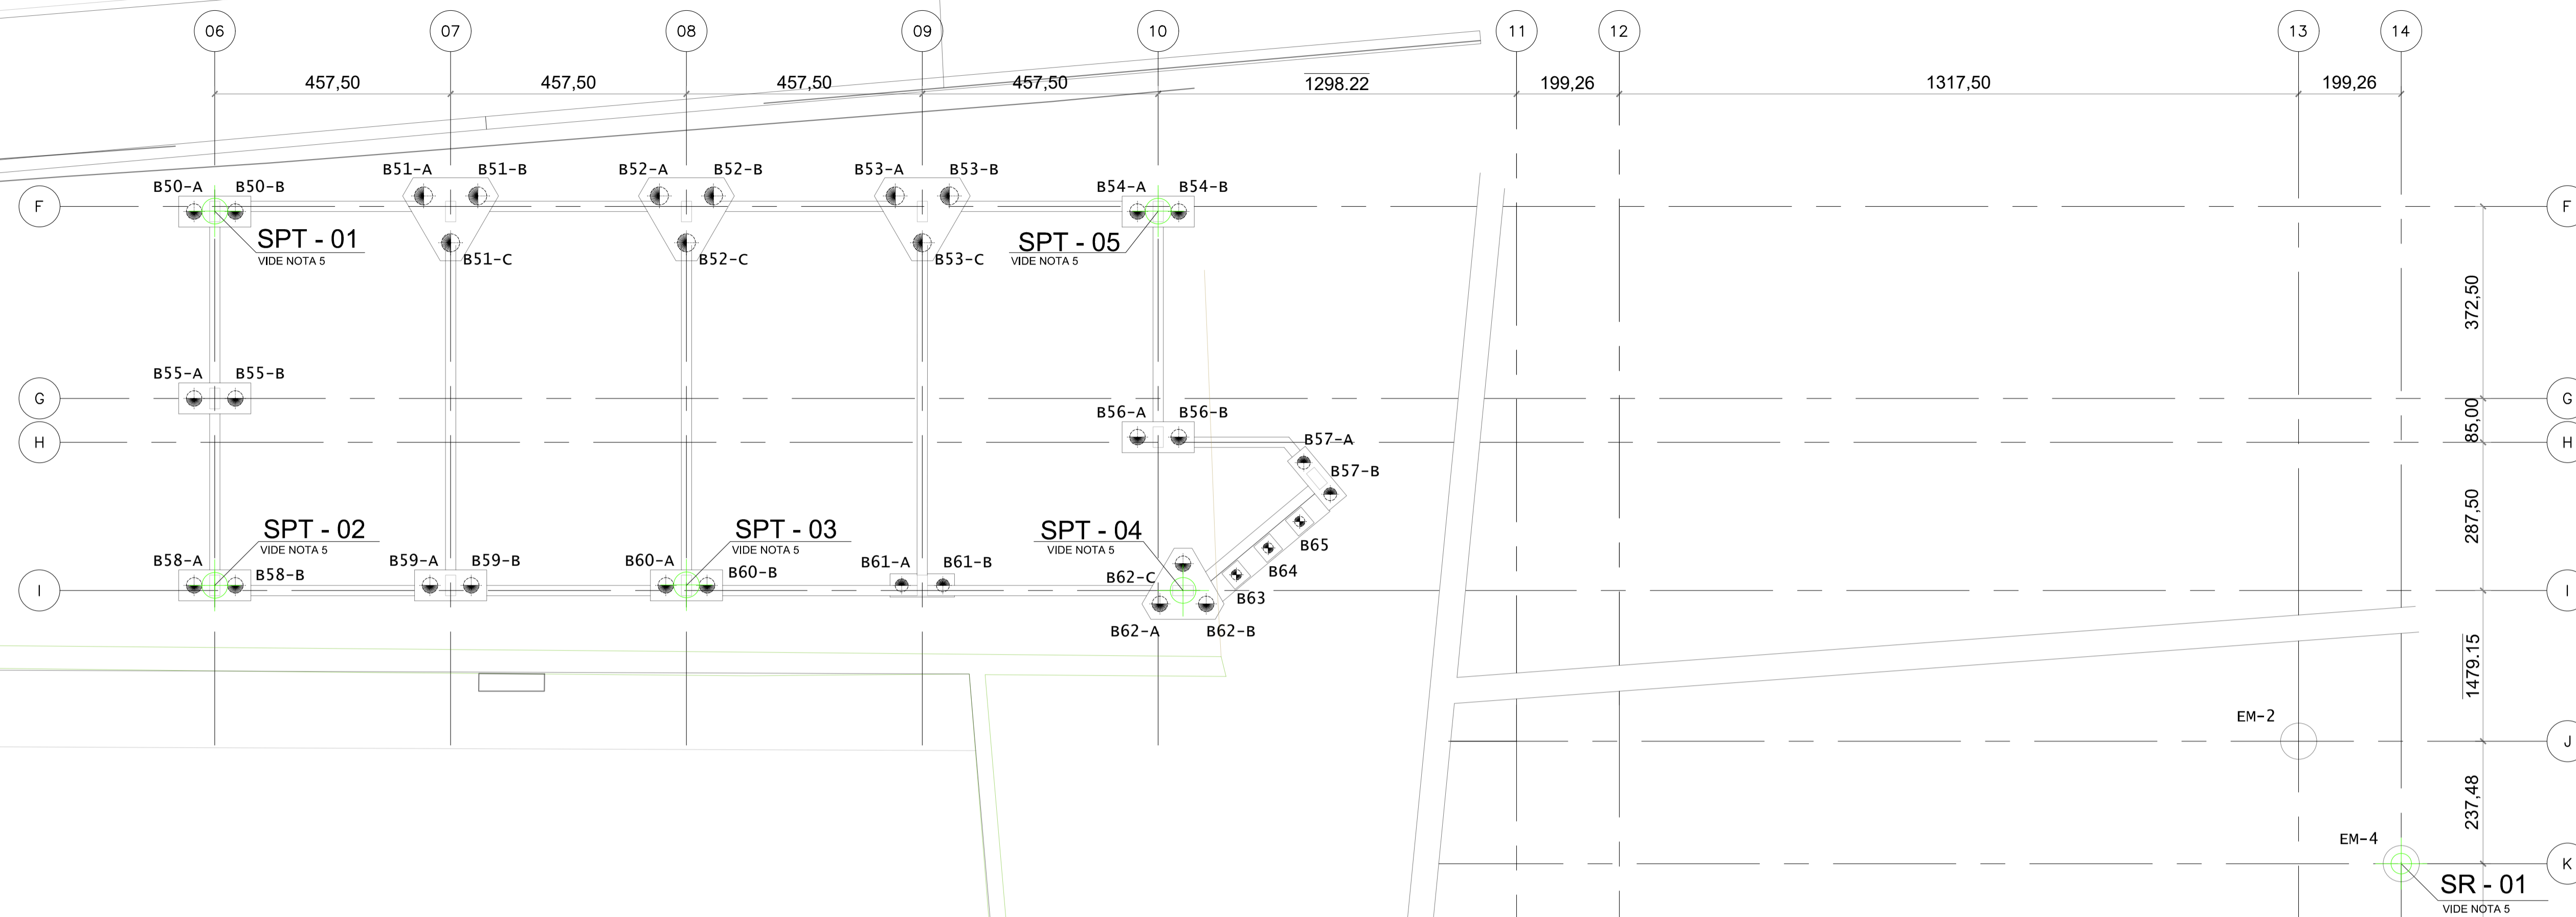 06 07 08 09 10 11 12 13 14
457,50 457,50 457,50 457,50 1298.22 199,26 1317,50 199,26
B51-A B51-B B52-A B52-B B53-A B53-B
B50-A B50-B B54-A B54-B
F F
SPT - 01 SPT - 05
VIDE NOTA 5 VIDE NOTA 5
B51-C B52-C B53-C
372,50
B55-A B55-B
G G
B56-A B56-B
85,00
H H
B57-A
B57-B
287,50
SPT - 02 SPT - 03 SPT - 04
VIDE NOTA 5 VIDE NOTA 5 VIDE NOTA 5
B65
B58-A B58-B B59-A B59-B B60-A B60-B B61-A B61-B B62-C
B64
I I
B63
B62-A B62-B
1479.15
EM-2
J
237,48
EM-4
K
SR - 01
VIDE NOTA 5